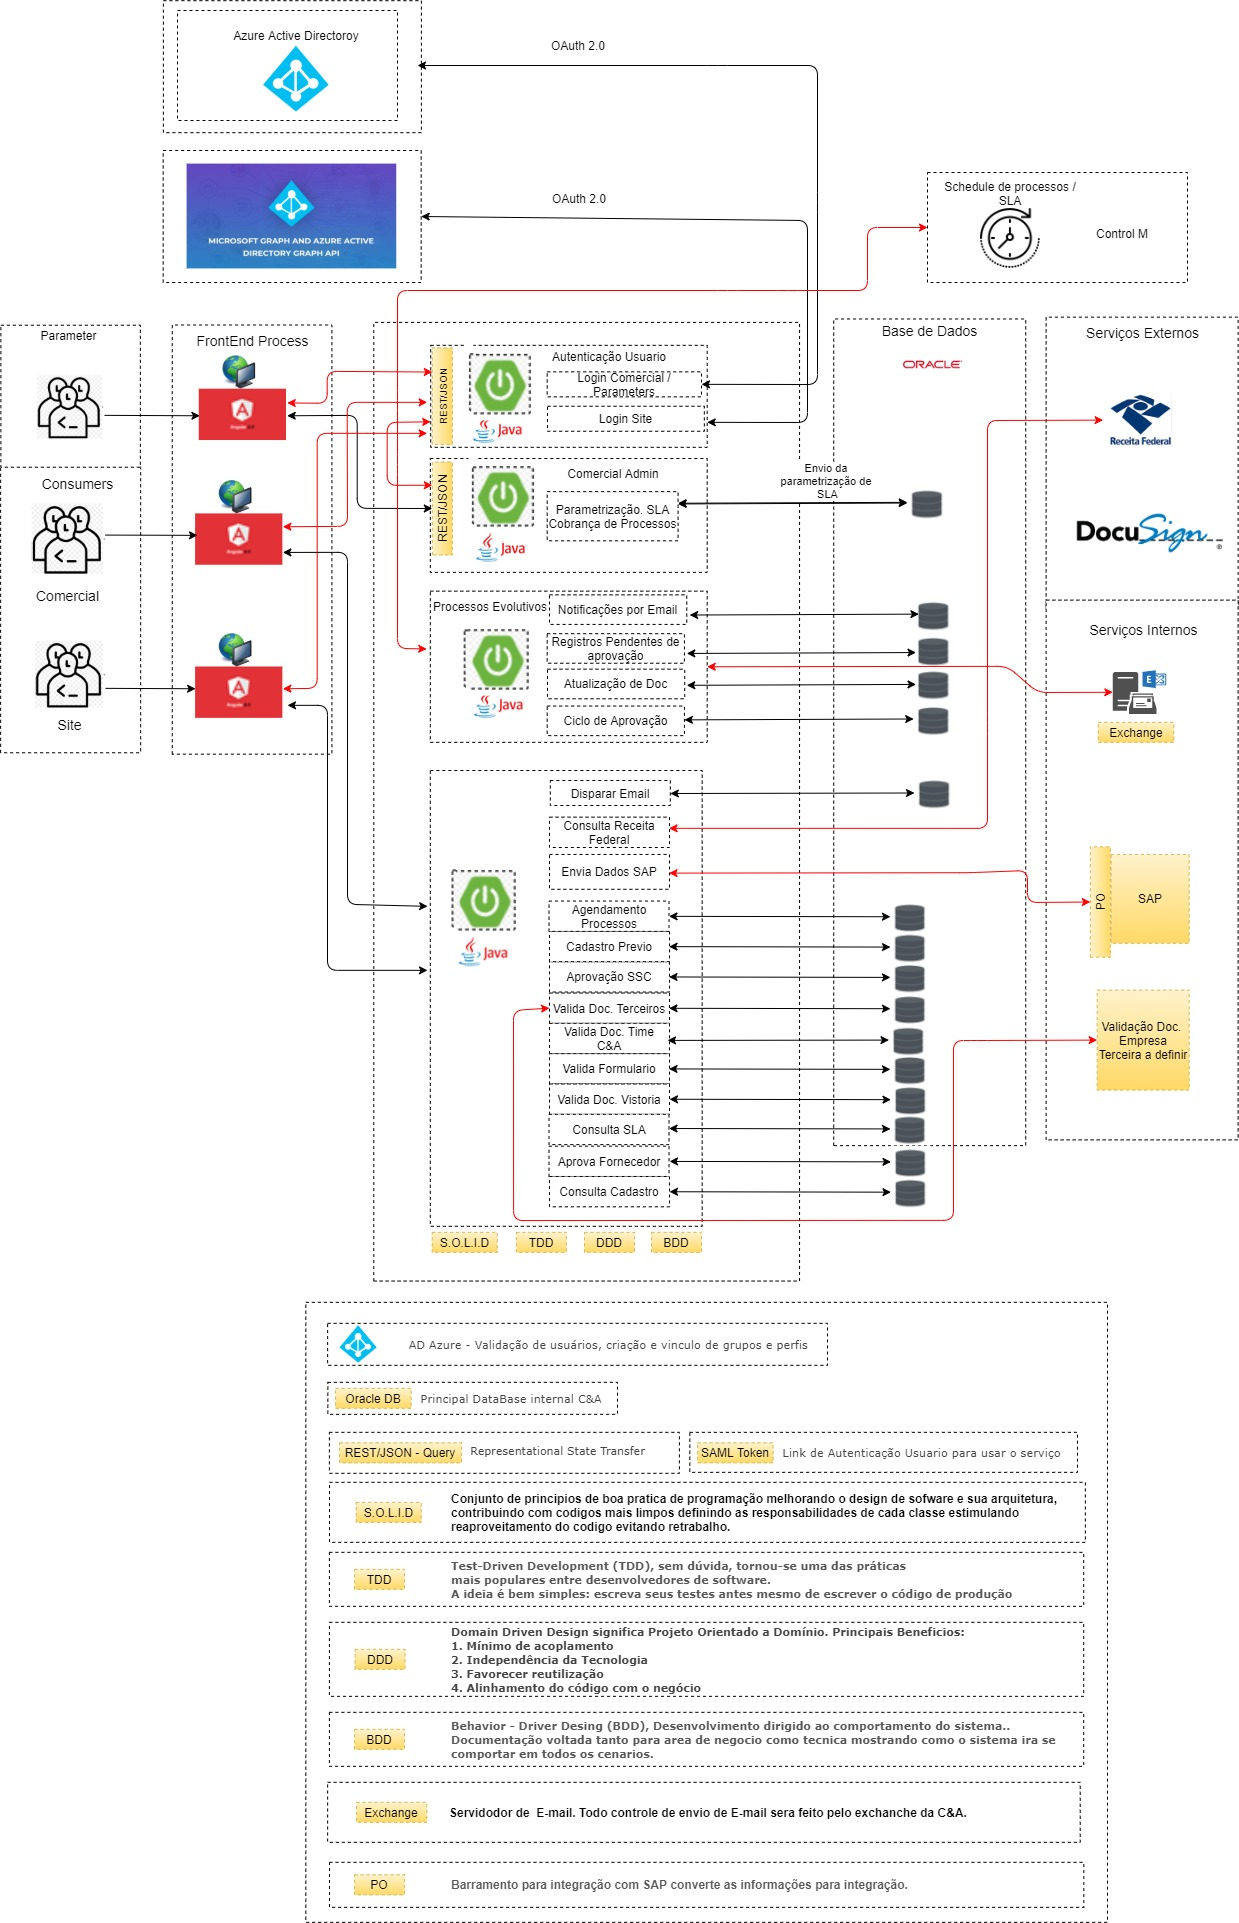 Azure Active Directoroy
OAuth 2.0
OAuth 2.0
MICROSOFT GRAPH AND AZURE ACTIVE
DIRECTORY GRAPH API
Schedule de processos /
SLA
Control M
Parameter
Consumers
Comercial
Site
FrontEnd Process
Angular 8.0
REST/JSON
Autenticação Usuario
Login Comercial /
Parameters
Login Site
Java
REST/JSON
Comercial Admin
Parametrização. SLA
Cobrança de Processos
Java
Envio da
parametrização de
SLA
Processos Evolutivos
Notificações por Email
Registros Pendentes de
aprovação
Atualização de Doc
Ciclo de Aprovação
Java
Disparar Email
Consulta Receita
Federal
Envia Dados SAP
Agendamento
Processos
Cadastro Previo
Aprovação SSC
Valida Doc. Terceiros
Valida Doc. Time
C&A
Valida Formulario
Valida Doc. Vistoria
Consulta SLA
Aprova Fornecedor
Consulta Cadastro
Java
S.O.L.I.D
TDD
DDD
BDD
Base de Dados
ORACLE
Serviços Externos
Receita Federal
DocuSign
Serviços Internos
E
Exchange
PO
SAP
Validação Doc.
Empresa
Terceira a definir
AD Azure - Validação de usuários, criação e vinculo de grupos e perfis
Oracle DB
Principal DataBase internal C&A
REST/JSON - Query
Representational State Transfer
SAML Token
Link de Autenticação Usuario para usar o serviço
S.O.L.I.D
Conjunto de principios de boa pratica de programação melhorando o design de sofware e sua arquitetura,
contribuindo com codigos mais limpos definindo as responsabilidades de cada classe estimulando
reaproveitamento do codigo evitando retrabalho.
TDD
Test-Driven Development (TDD), sem dúvida, tornou-se uma das práticas
mais populares entre desenvolvedores de software.
A ideia é bem simples: escreva seus testes antes mesmo de escrever o código de produção
DDD
Domain Driven Design significa Projeto Orientado a Domínio. Principais Beneficios:
1. Mínimo de acoplamento
2. Independência da Tecnologia
3. Favorecer reutilização
4. Alinhamento do código com o negócio
BDD
Behavior - Driver Desing (BDD), Desenvolvimento dirigido ao comportamento do sistema..
Documentação voltada tanto para area de negocio como tecnica mostrando como o sistema ira se
comportar em todos os cenarios.
Exchange
Servidodor de E-mail. Todo controle de envio de E-mail sera feito pelo exchanche da C&A.
PO
Barramento para integração com SAP converte as informações para integração.